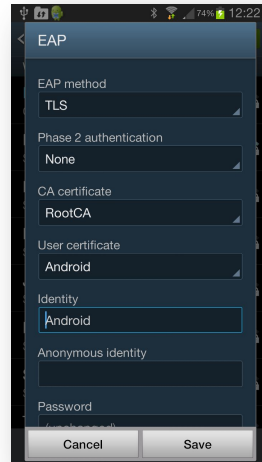 74% 12:22
EAP
EAP method
TLS
Phase 2 authentication
None
CA certificate
RootCA
User certificate
Android
Identity
Android
Anonymous identity
Password
(unchanged)
Cancel Save